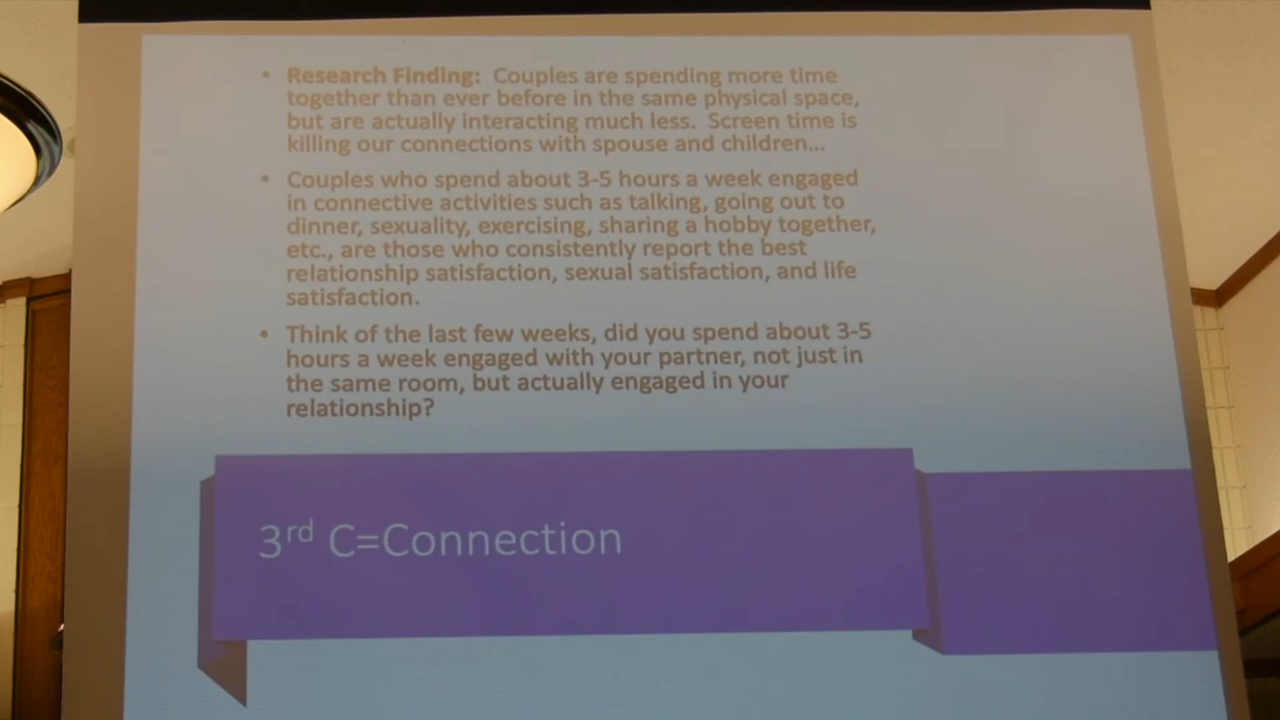 • Research Finding:  Couples are spending more time
together than ever before in the same physical space,
but are actually interacting much less.  Screen time is
killing our connections with spouse and children...
• Couples who spend about 3-5 hours a week engaged
in connective activities such as talking, going out to
dinner, sexuality, exercising, sharing a hobby together,
etc., are those who consistently report the best
relationship satisfaction, sexual satisfaction, and life
satisfaction.
• Think of the last few weeks, did you spend about 3-5
hours a week engaged with your partner, not just in
the same room, but actually engaged in your
relationship?
3rd C=Connection